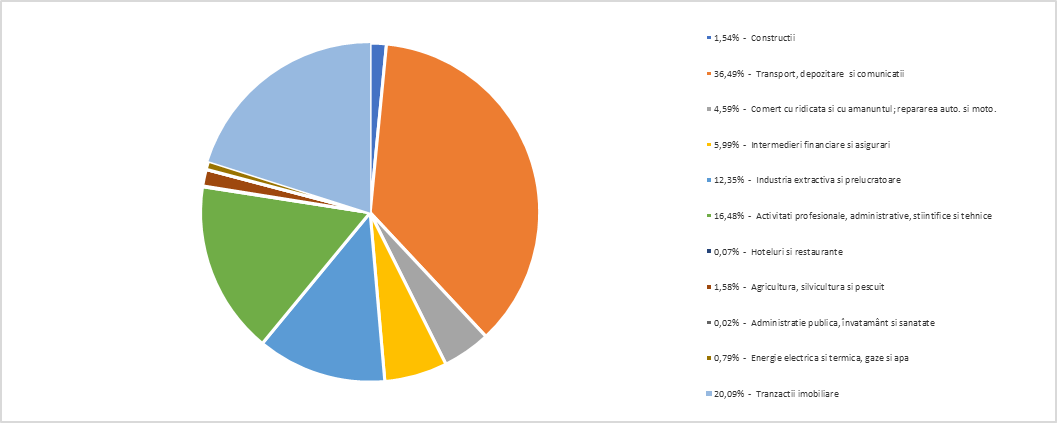 1,54% - Constructii
36,49% - Transport, depozitare si comunicatii
4,59% - Comert cu ridicata si cu amanuntul; repararea auto. si moto.
5,99% - Intermedieri financiare si asigurari
12,35% - Industria extractiva si prelucratoare
16,48% - Activitati profesionale, administrative, stiintifice si tehnice
0,07% - Hoteluri si restaurante
1,58% - Agricultura, silvicultura si pescuit
0,02% - Administratie publica, învatamânt si sanatate
0,79% - Energie electrica si termica, gaze si apa
20,09% - Tranzactii imobiliare